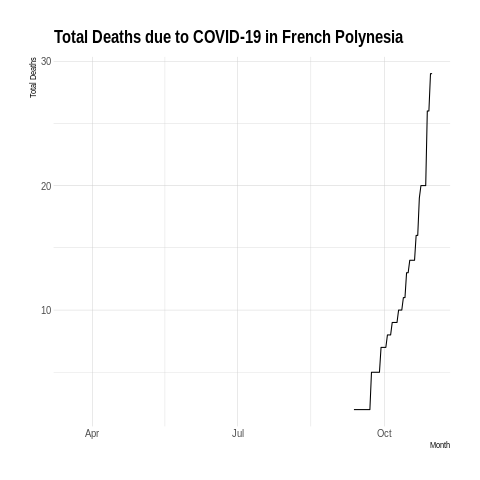 Total Deaths due to COVID-19 in French Polynesia
Total Deaths
30
20
10
Apr Jul Oct
Month